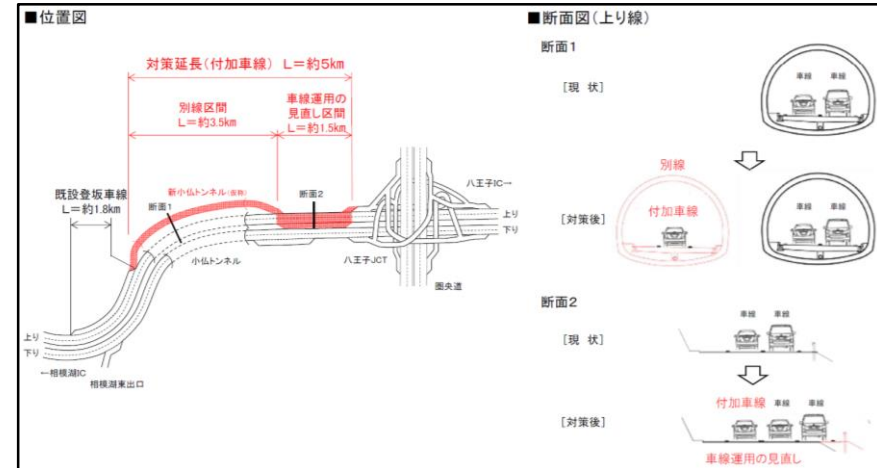 ■位置図
対策延長(付加車線) L=約5km
別線区間
L=約3.5km
車線運用の
見直し区間
L=約1.5km
既設登坂車線
L=約1.8km
新小仏トンネル(仮称)
断面1
断面2
八王子IC→
上り
下り
小仏トンネル
八王子JCT
圏央道
上り
下り
←相模湖IC
相模湖東出口
■断面図(上り線)
断面1
[現 状]
車線 車線
別線
[対策後]
付加車線
車線 車線
断面2
[現 状]
車線 車線
[対策後]
付加車線 車線 車線
車線運用の見直し